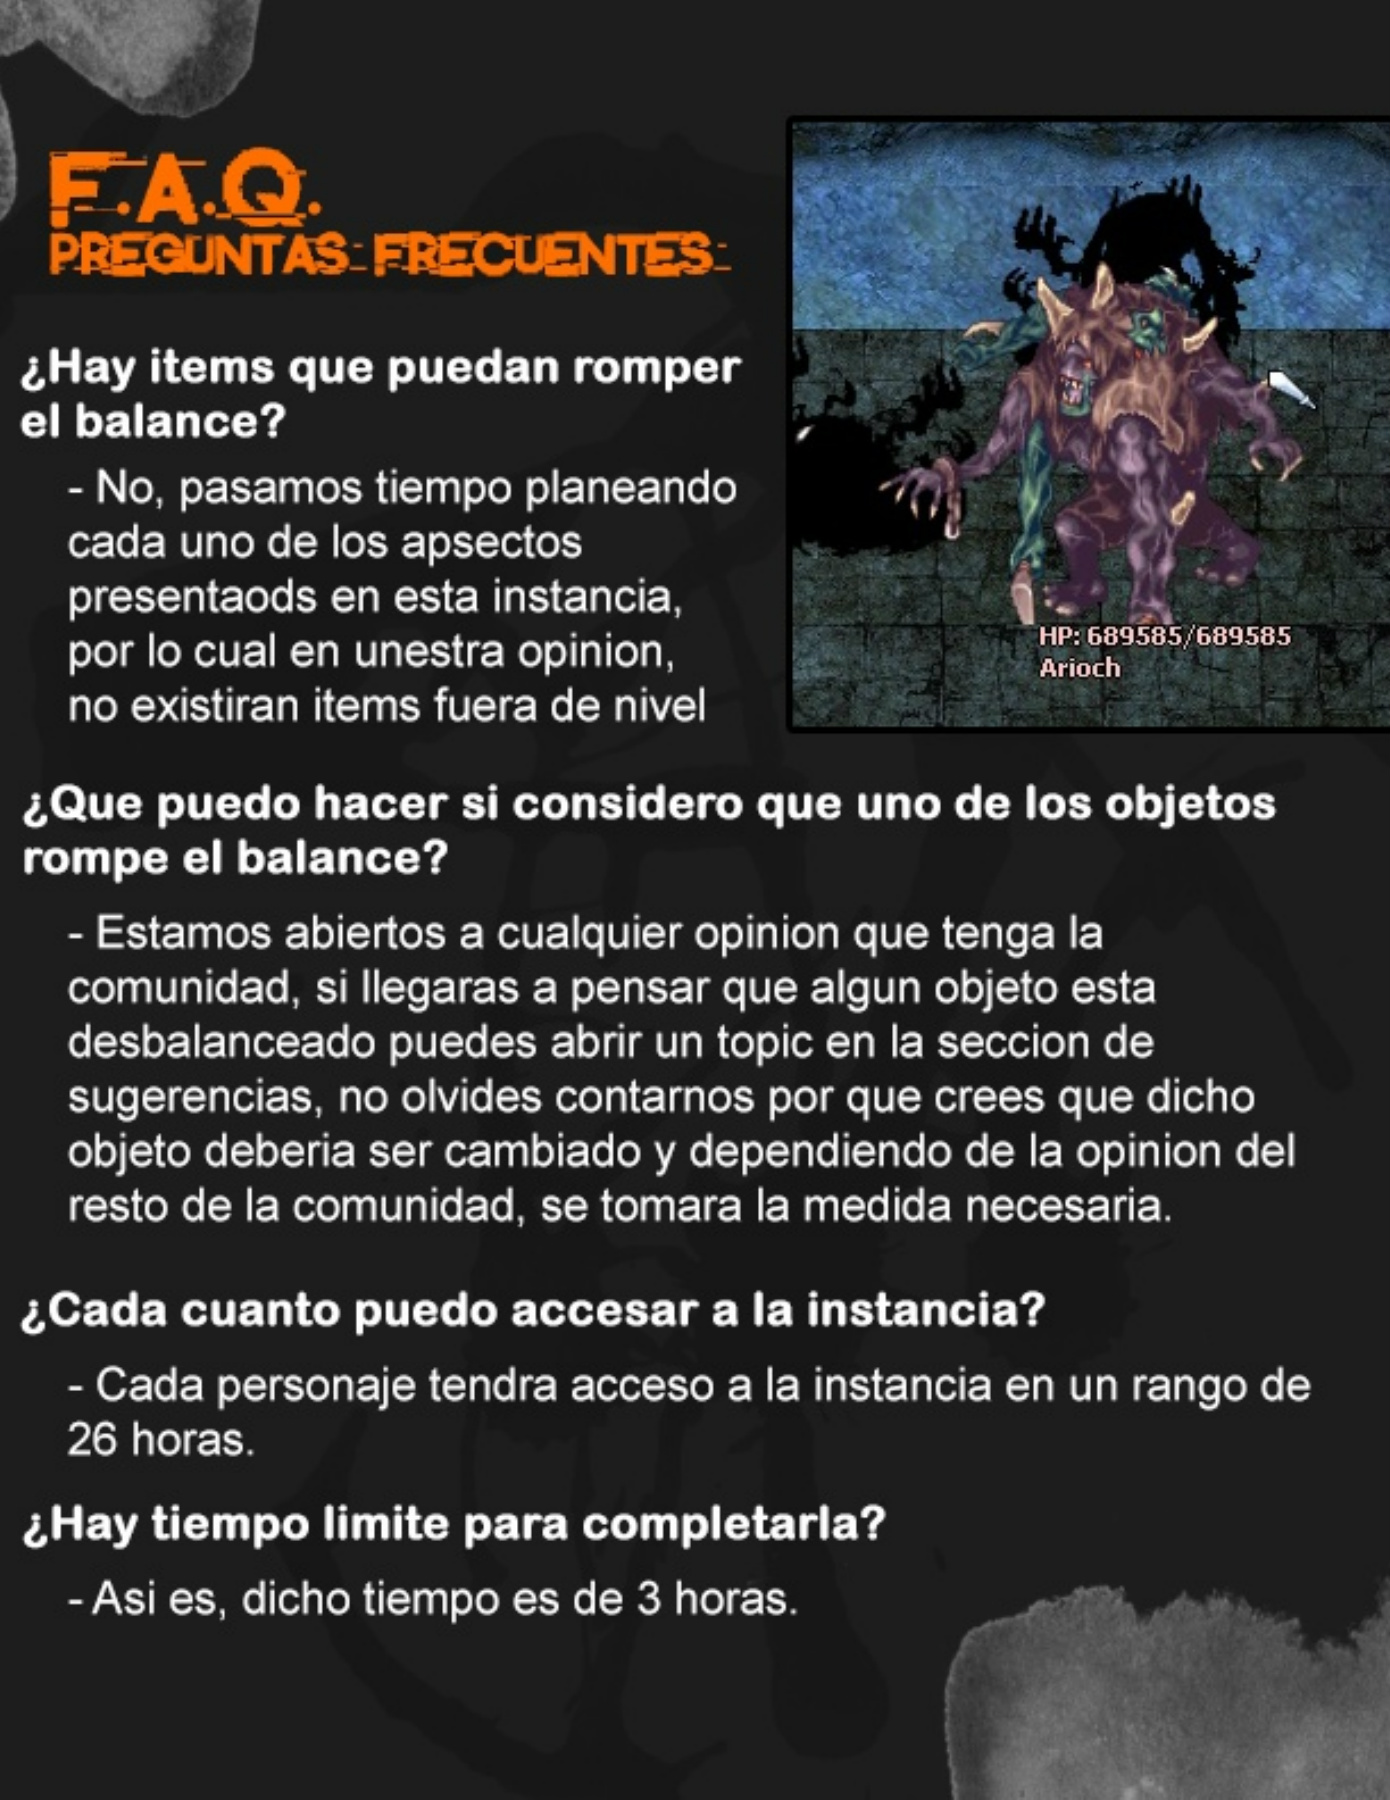 F.A.Q.
PREGUNTAS FRECUENTES
¿Hay items que puedan romper
el balance?
- No, pasamos tiempo planeando
cada uno de los apsectos
presentaods en esta instancia,
por lo cual en unestra opinion,
no existiran items fuera de nivel
HP: 689585/689585
Arioch
¿Que puedo hacer si considero que uno de los objetos
rompe el balance?
- Estamos abiertos a cualquier opinion que tenga la
comunidad, si llegaras a pensar que algun objeto esta
desbalanceado puedes abrir un topic en la seccion de
sugerencias, no olvides contarnos por que crees que dicho
objeto deberia ser cambiado y dependiendo de la opinion del
resto de la comunidad, se tomara la medida necesaria.
¿Cada cuanto puedo accesar a la instancia?
- Cada personaje tendra acceso a la instancia en un rango de
26 horas.
¿Hay tiempo limite para completarla?
- Asi es, dicho tiempo es de 3 horas.